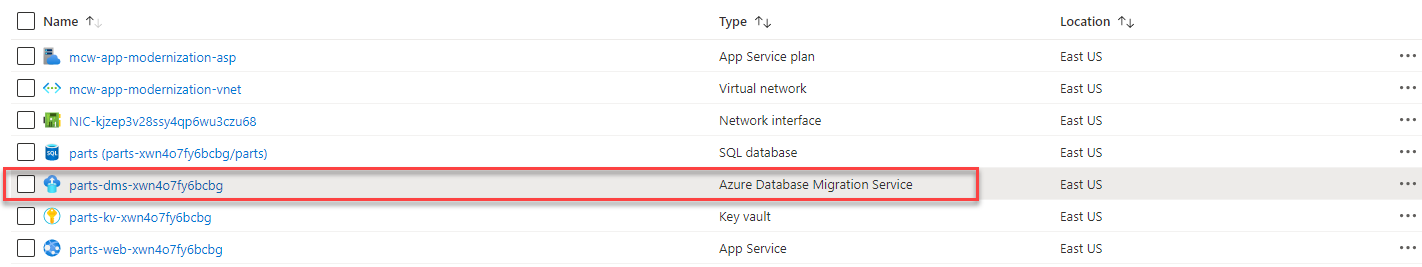 Name ↑↓ Type ↑↓ Location ↑↓
mcw-app-modernization-asp App Service plan East US ...
mcw-app-modernization-vnet Virtual network East US ...
NIC-kjzep3v28ssy4qp6wu3czu68 Network interface East US ...
SQL parts (parts-xwn4o7fy6bcbg/parts) SQL database East US ...
parts-dms-xwn4o7fy6bcbg Azure Database Migration Service East US ...
parts-kv-xwn4o7fy6bcbg Key vault East US ...
parts-web-xwn4o7fy6bcbg App Service East US ...